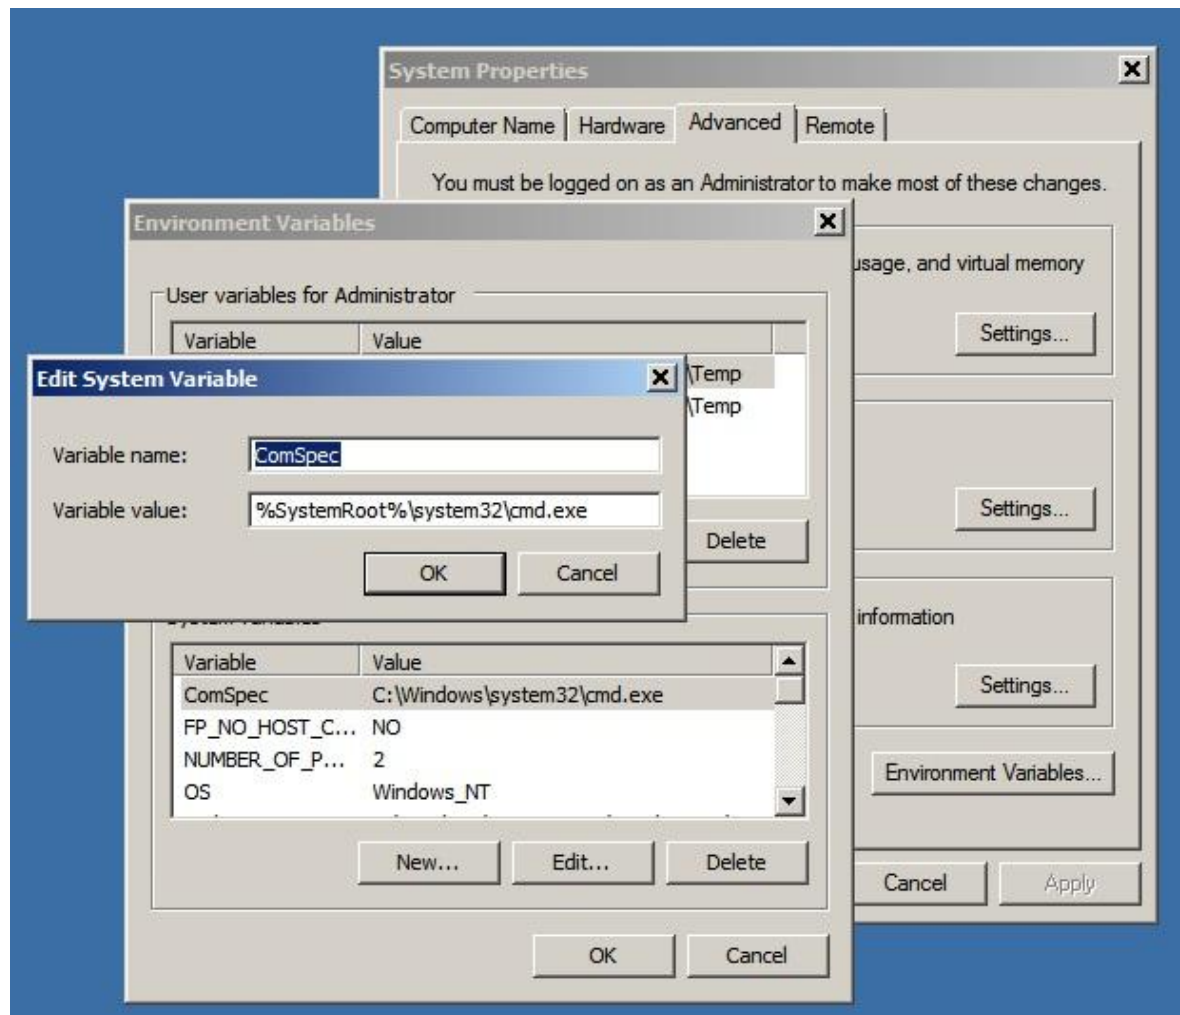 System Properties
Computer Name
Hardware
Advanced
Remote
You must be logged on as an Administrator to make most of these changes.
usage, and virtual memory
Settings...
Settings...
information
Settings...
Environment Variables...
Cancel
Apply
Environment Variables
User variables for Administrator
Variable Value
\Temp
\Temp
Delete
Edit System Variable
Variable name: ComSpec
Variable value: %SystemRoot%\system32\cmd.exe
OK Cancel
Variable Value
ComSpec C:\Windows\system32\cmd.exe
FP_NO_HOST_C... NO
NUMBER_OF_P... 2
OS Windows_NT
New... Edit... Delete
OK Cancel